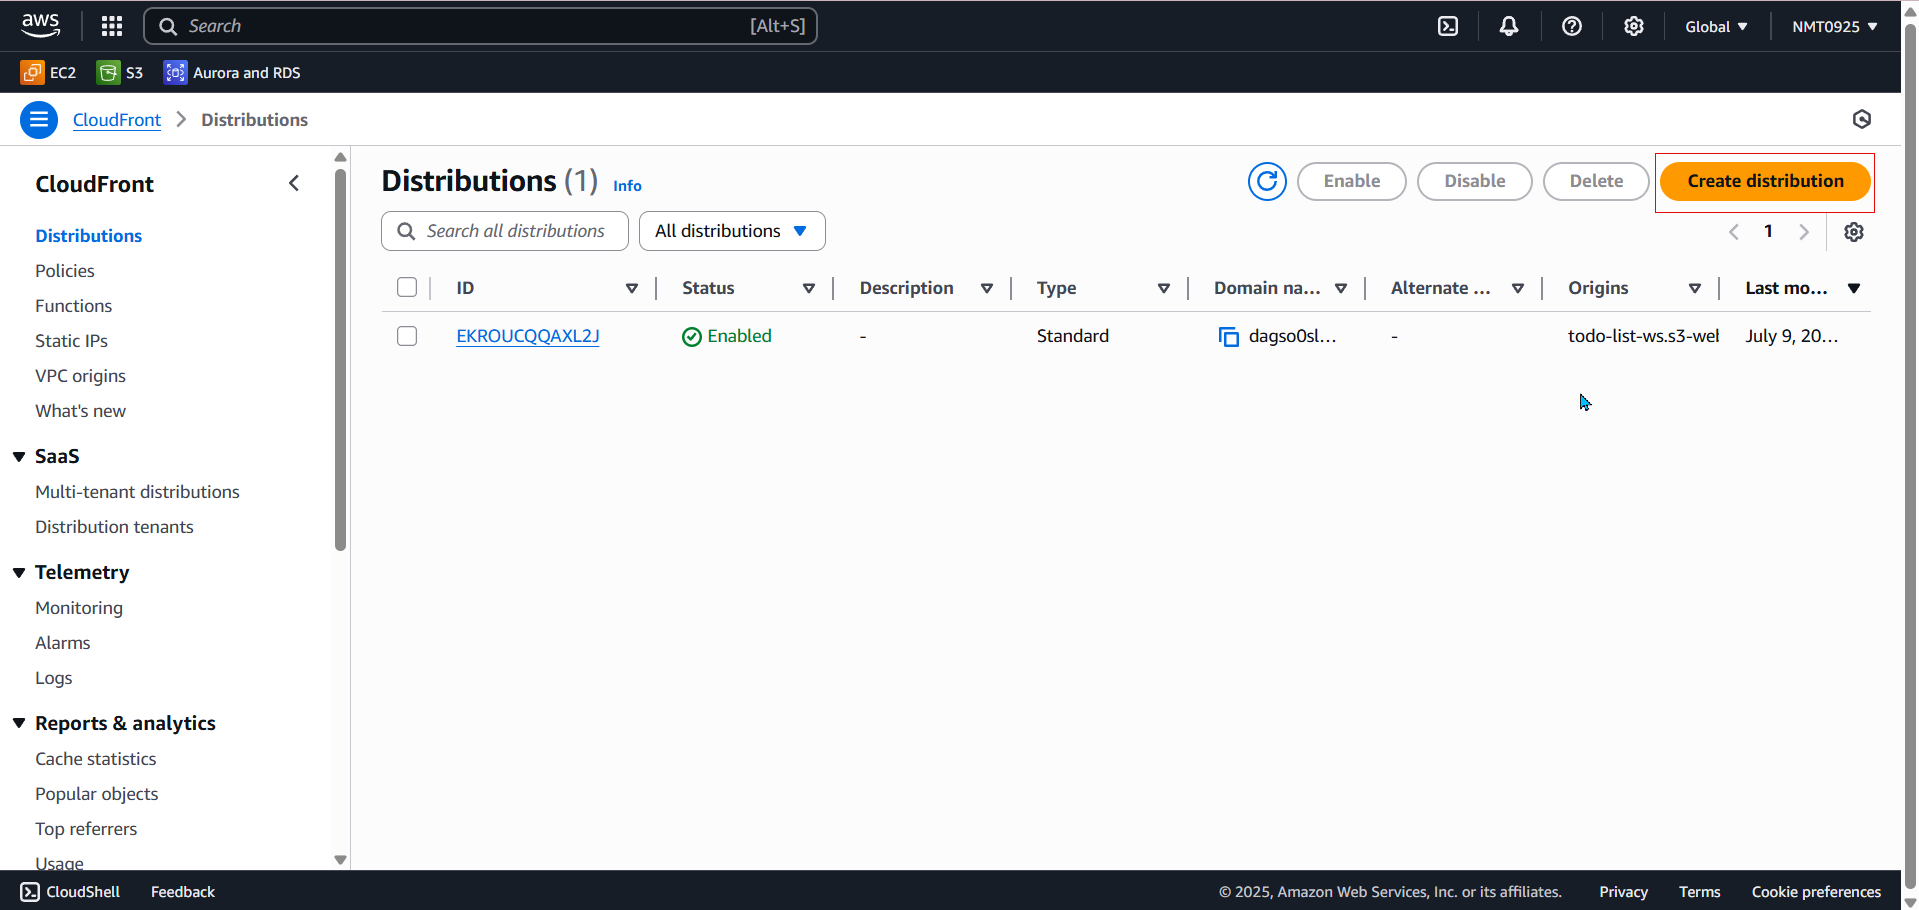 aws
Search [Alt+S]
Global NMT0925
EC2 S3 Aurora and RDS
CloudFront Distributions
CloudFront
Distributions
Policies
Functions
Static IPs
VPC origins
What's new
SaaS
Multi-tenant distributions
Distribution tenants
Telemetry
Monitoring
Alarms
Logs
Reports & analytics
Cache statistics
Popular objects
Top referrers
Usage
Distributions (1) Info
Enable Disable Delete Create distribution
Search all distributions All distributions
1
ID Status Description Type Domain na... Alternate ... Origins Last mo...
EKROUCQQAXL2J Enabled - Standard dagso0sl... - todo-list-ws.s3-wel July 9, 20...
CloudShell Feedback
© 2025, Amazon Web Services, Inc. or its affiliates. Privacy Terms Cookie preferences